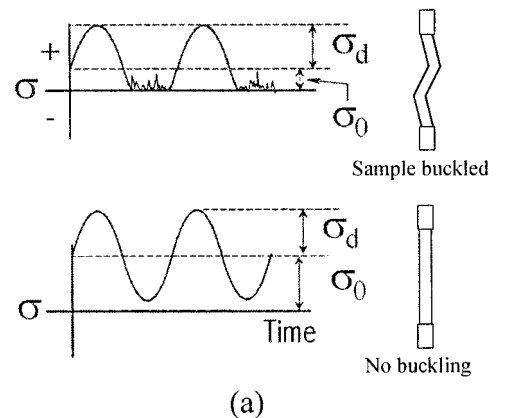 +
σ
-
σd
σ0
Sample buckled
σ
σd
σ0
Time
No buckling
(a)